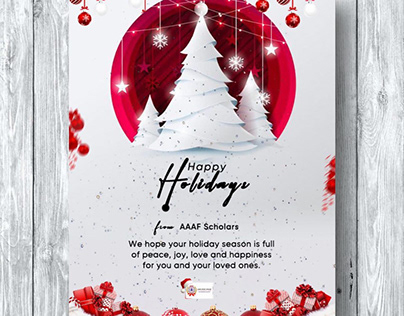 Happy
Holidays
from AAAF Scholars
We hope your holiday season is full
of peace, joy, love and happiness
for you and your loved ones.